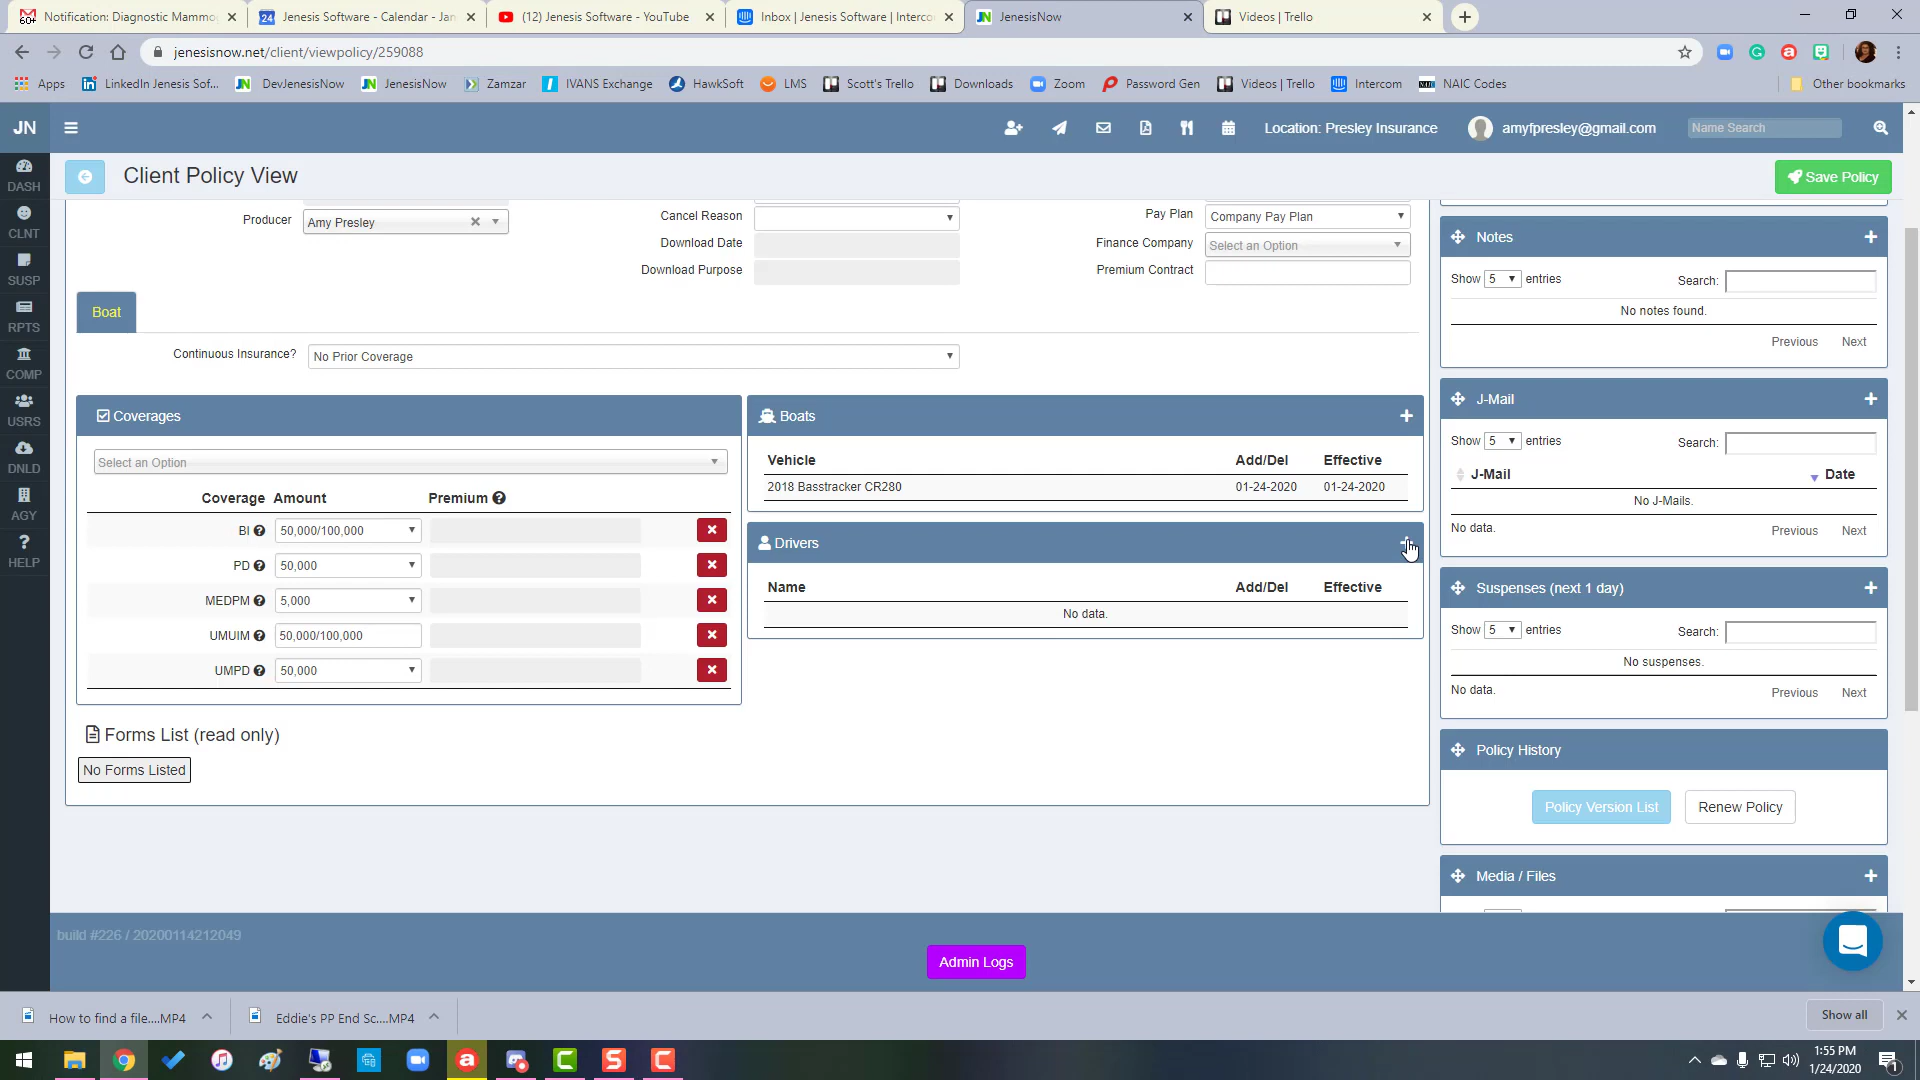 Notification: Diagnostic Mammo
Jenesis Software - Calendar - Jan
(12) Jenesis Software - YouTube
Inbox | Jenesis Software | Interco
JenesisNow
Videos | Trello
jenesisnow.net/client/viewpolicy/259088
Apps
LinkedIn Jenesis Sof...
DevJenesisNow
JenesisNow
Zamzar
IVANS Exchange
HawkSoft
LMS
Scott's Trello
Downloads
Zoom
Password Gen
Videos | Trello
Intercom
NAIC Codes
Other bookmarks
JN
Location: Presley Insurance
amyfpresley@gmail.com
Name Search
DASH
CLNT
SUSP
RPTS
COMP
USRS
DNLD
AGY
HELP
Client Policy View
Save Policy
Producer
Amy Presley
Cancel Reason
Download Date
Download Purpose
Pay Plan
Company Pay Plan
Finance Company
Select an Option
Premium Contract
Boat
Continuous Insurance?
No Prior Coverage
Coverages
Select an Option
Coverage Amount Premium
BI 50,000/100,000
PD 50,000
MEDPM 5,000
UMUIM 50,000/100,000
UMPD 50,000
Forms List (read only)
No Forms Listed
Boats
Vehicle Add/Del Effective
2018 Basstracker CR280 01-24-2020 01-24-2020
Drivers
Name Add/Del Effective
No data.
Notes
Show 5 entries Search:
No notes found.
Previous Next
J-Mail
Show 5 entries Search:
J-Mail Date
No J-Mails.
No data.
Previous Next
Suspenses (next 1 day)
Show 5 entries Search:
No suspenses.
No data.
Previous Next
Policy History
Policy Version List
Renew Policy
Media / Files
build #226 / 20200114212049
Admin Logs
How to find a file....MP4
Eddie's PP End Sc....MP4
Show all
1:55 PM
1/24/2020